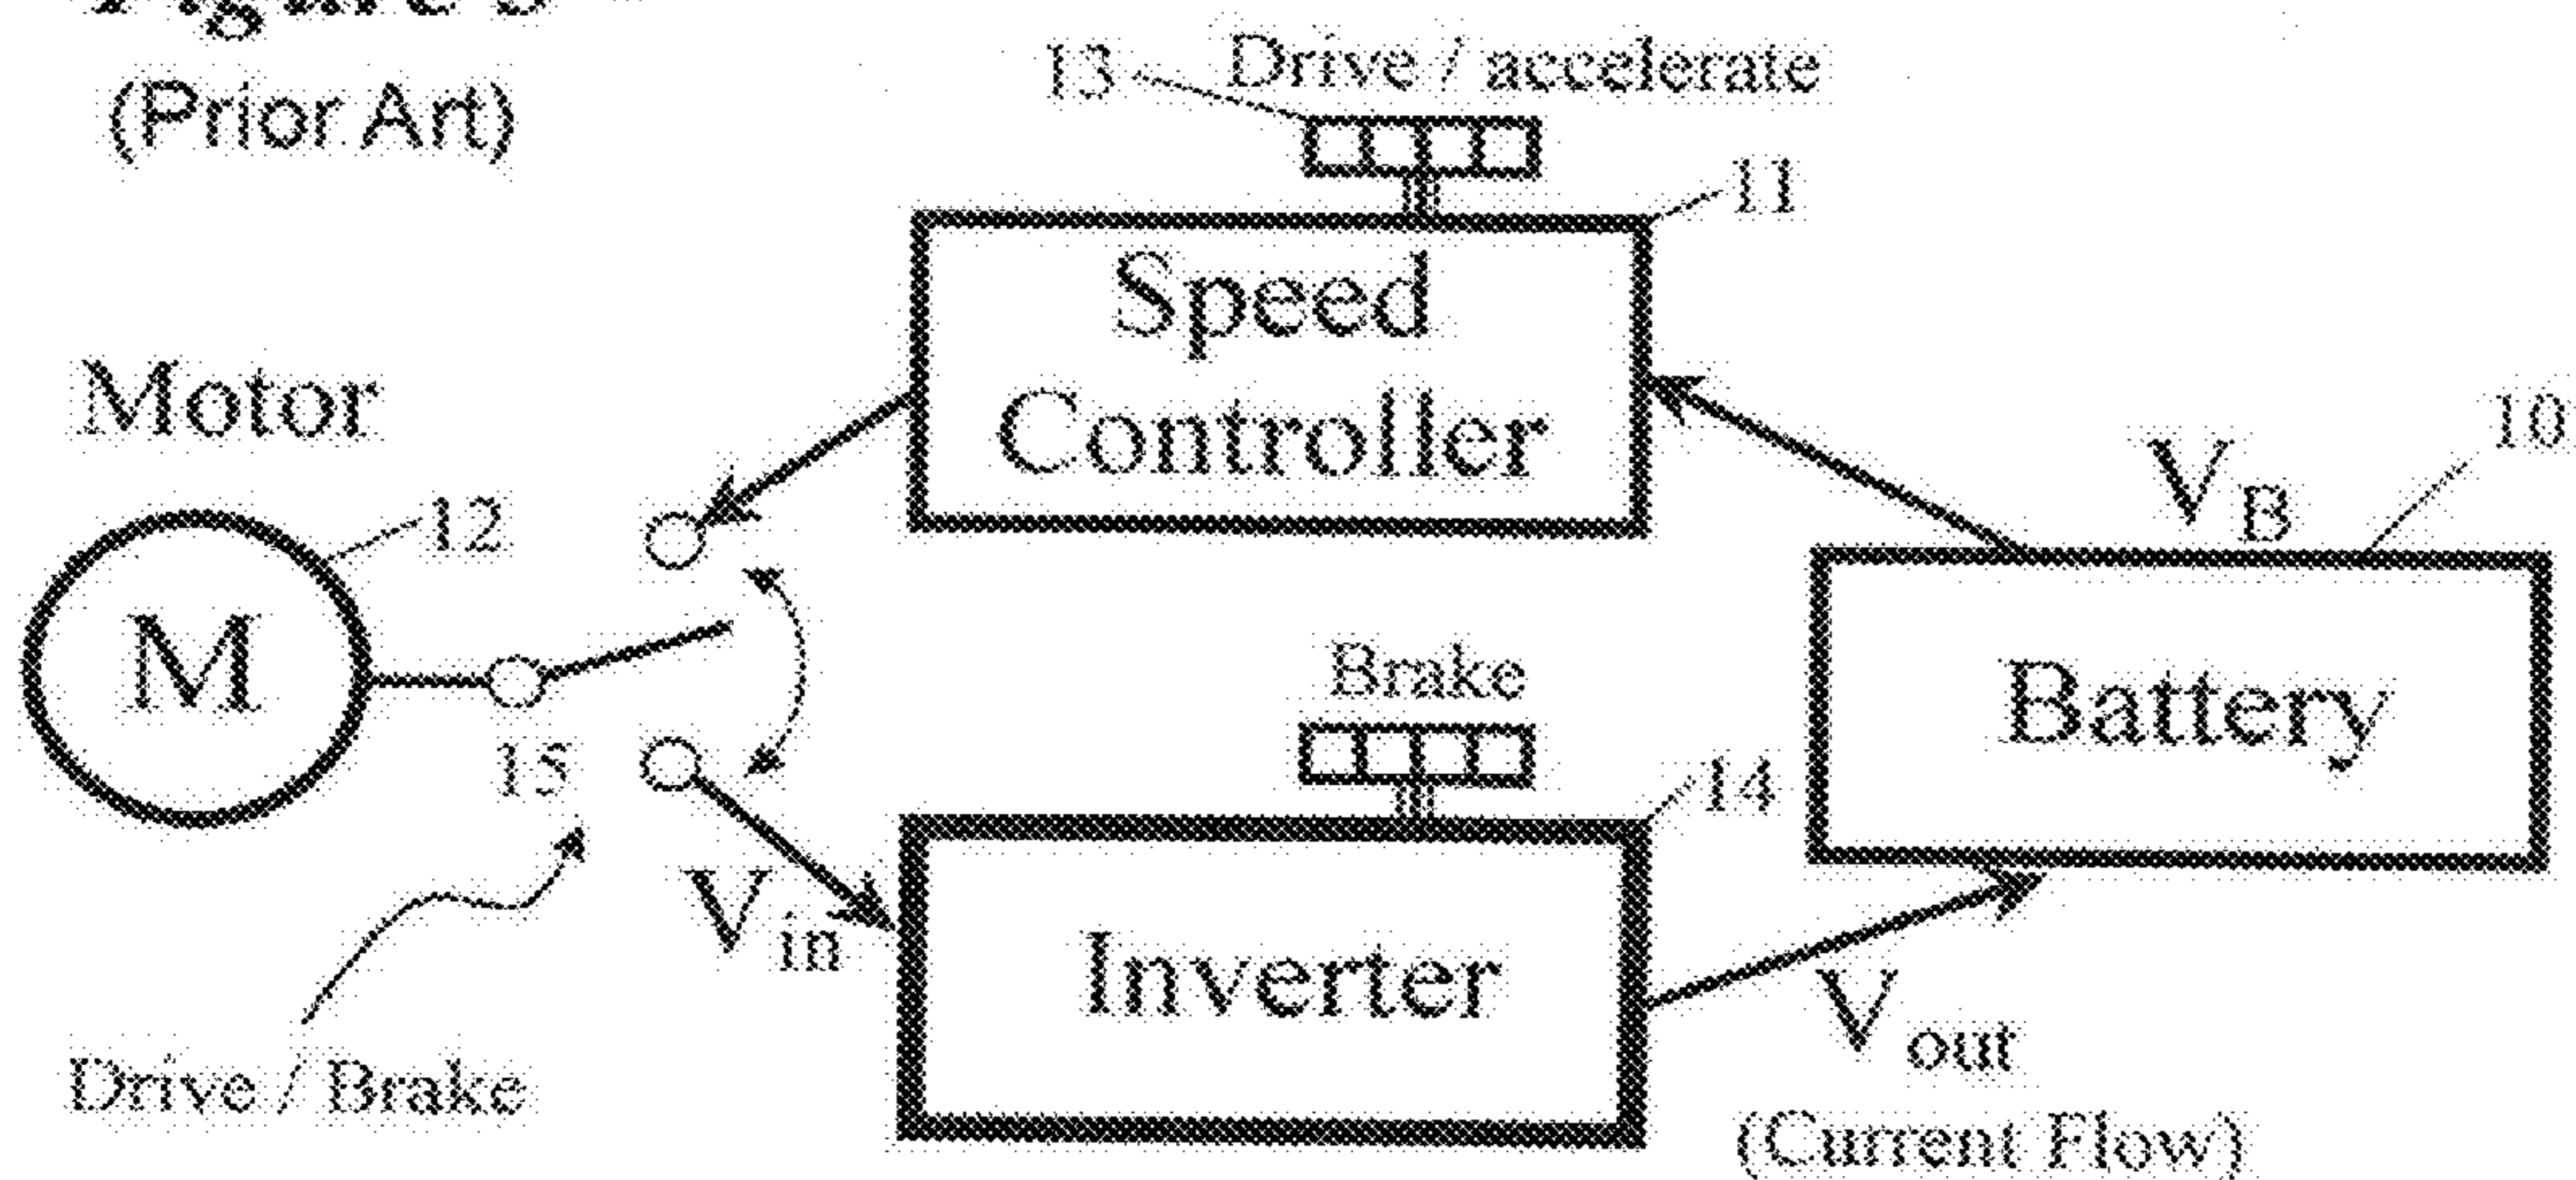 (Prior Art)
13
Drive / accelerate
11
Speed
Controller
Motor
12
M
10
V B
Battery
Brake
15
14
V in
Inverter
V out
(Current Flow)
Drive / Brake